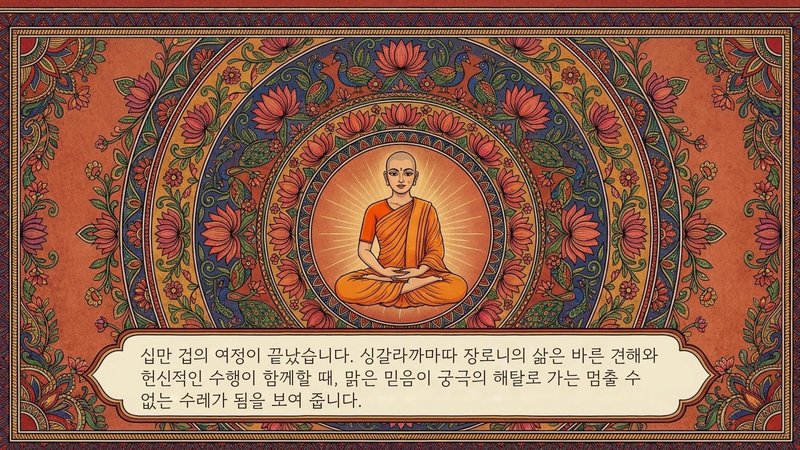 십만 겁의 여정이 끝났습니다. 싱갈라까마따 장로니의 삶은 바른 견해와
헌신적인 수행이 함께할 때, 맑은 믿음이 궁극의 해탈로 가는 멈출 수
없는 수레가 됨을 보여 줍니다.